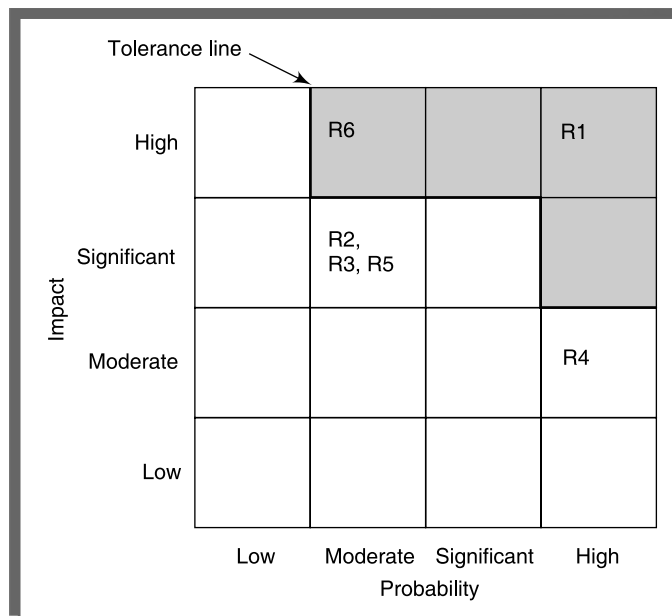 Tolerance line
High
R6
R1
Significant
R2,
R3, R5
Impact
Moderate
R4
Low
Low
Moderate
Significant
High
Probability